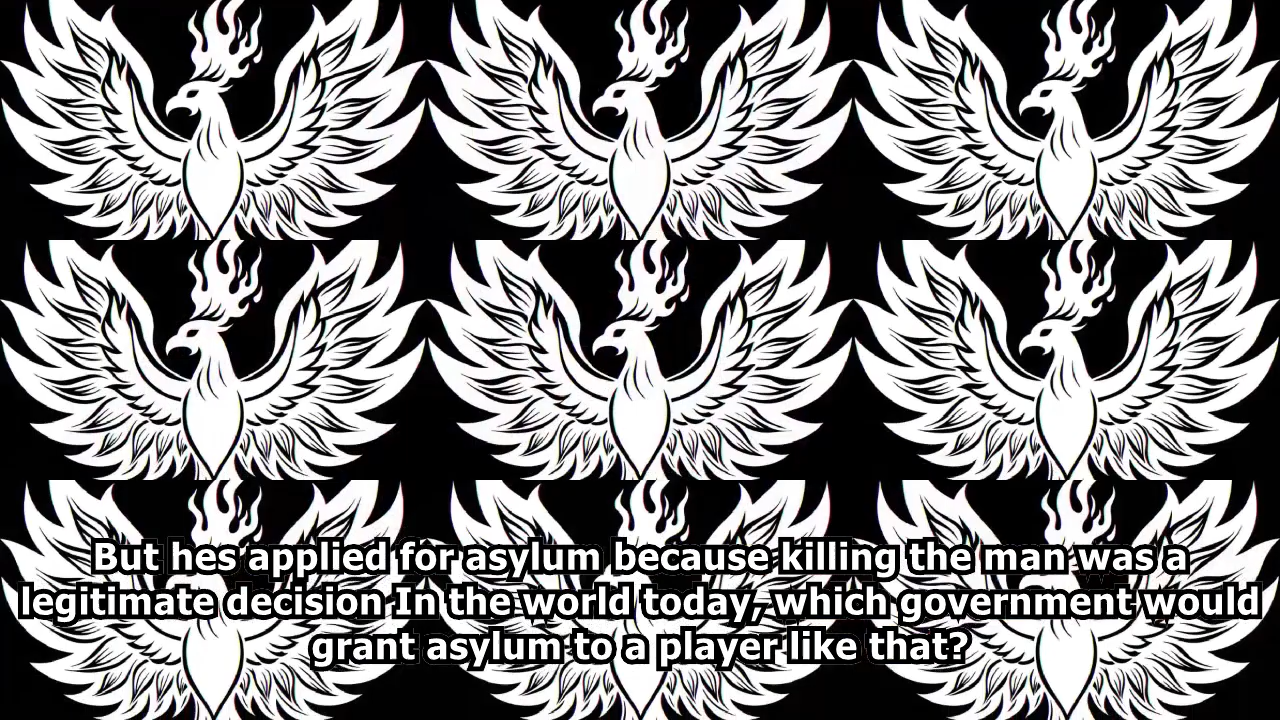 But hes applied for asylum because killing the man was a
legitimate decision In the world today, which government would
grant asylum to a player like that?